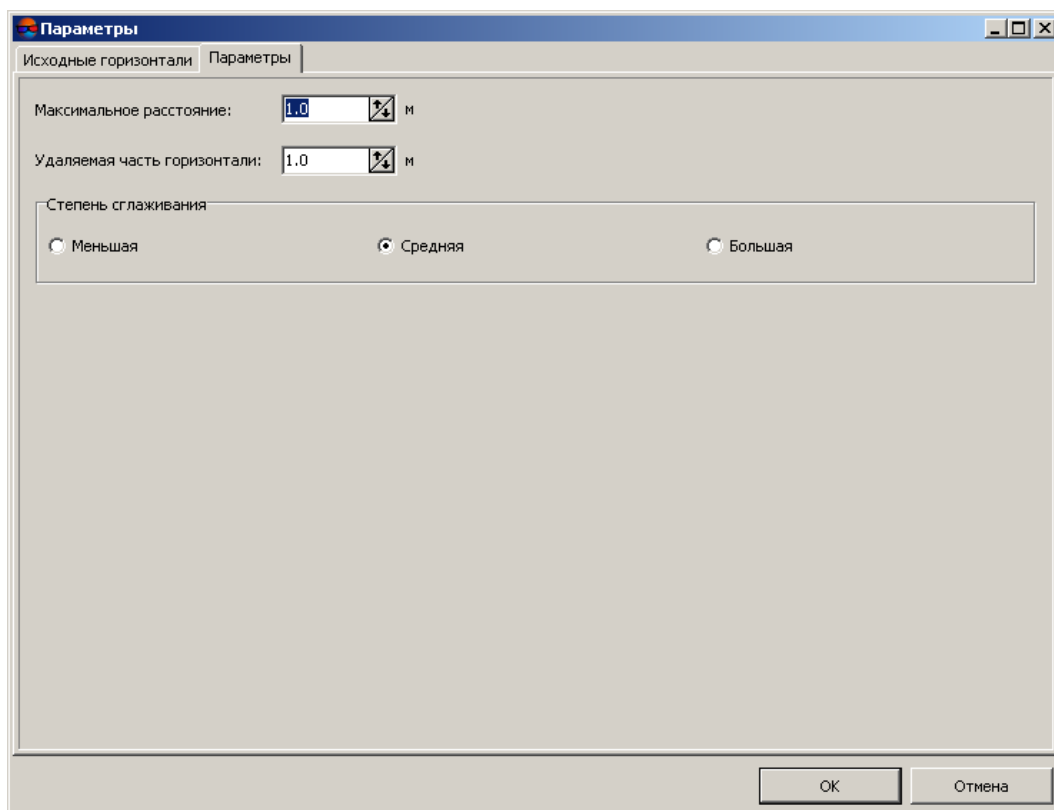 Параметры
Исходные горизонтали Параметры
Максимальное расстояние: 1.0 м
Удаляемая часть горизонтали: 1.0 м
Степень сглаживания
Меньшая Средняя Большая
OK Отмена